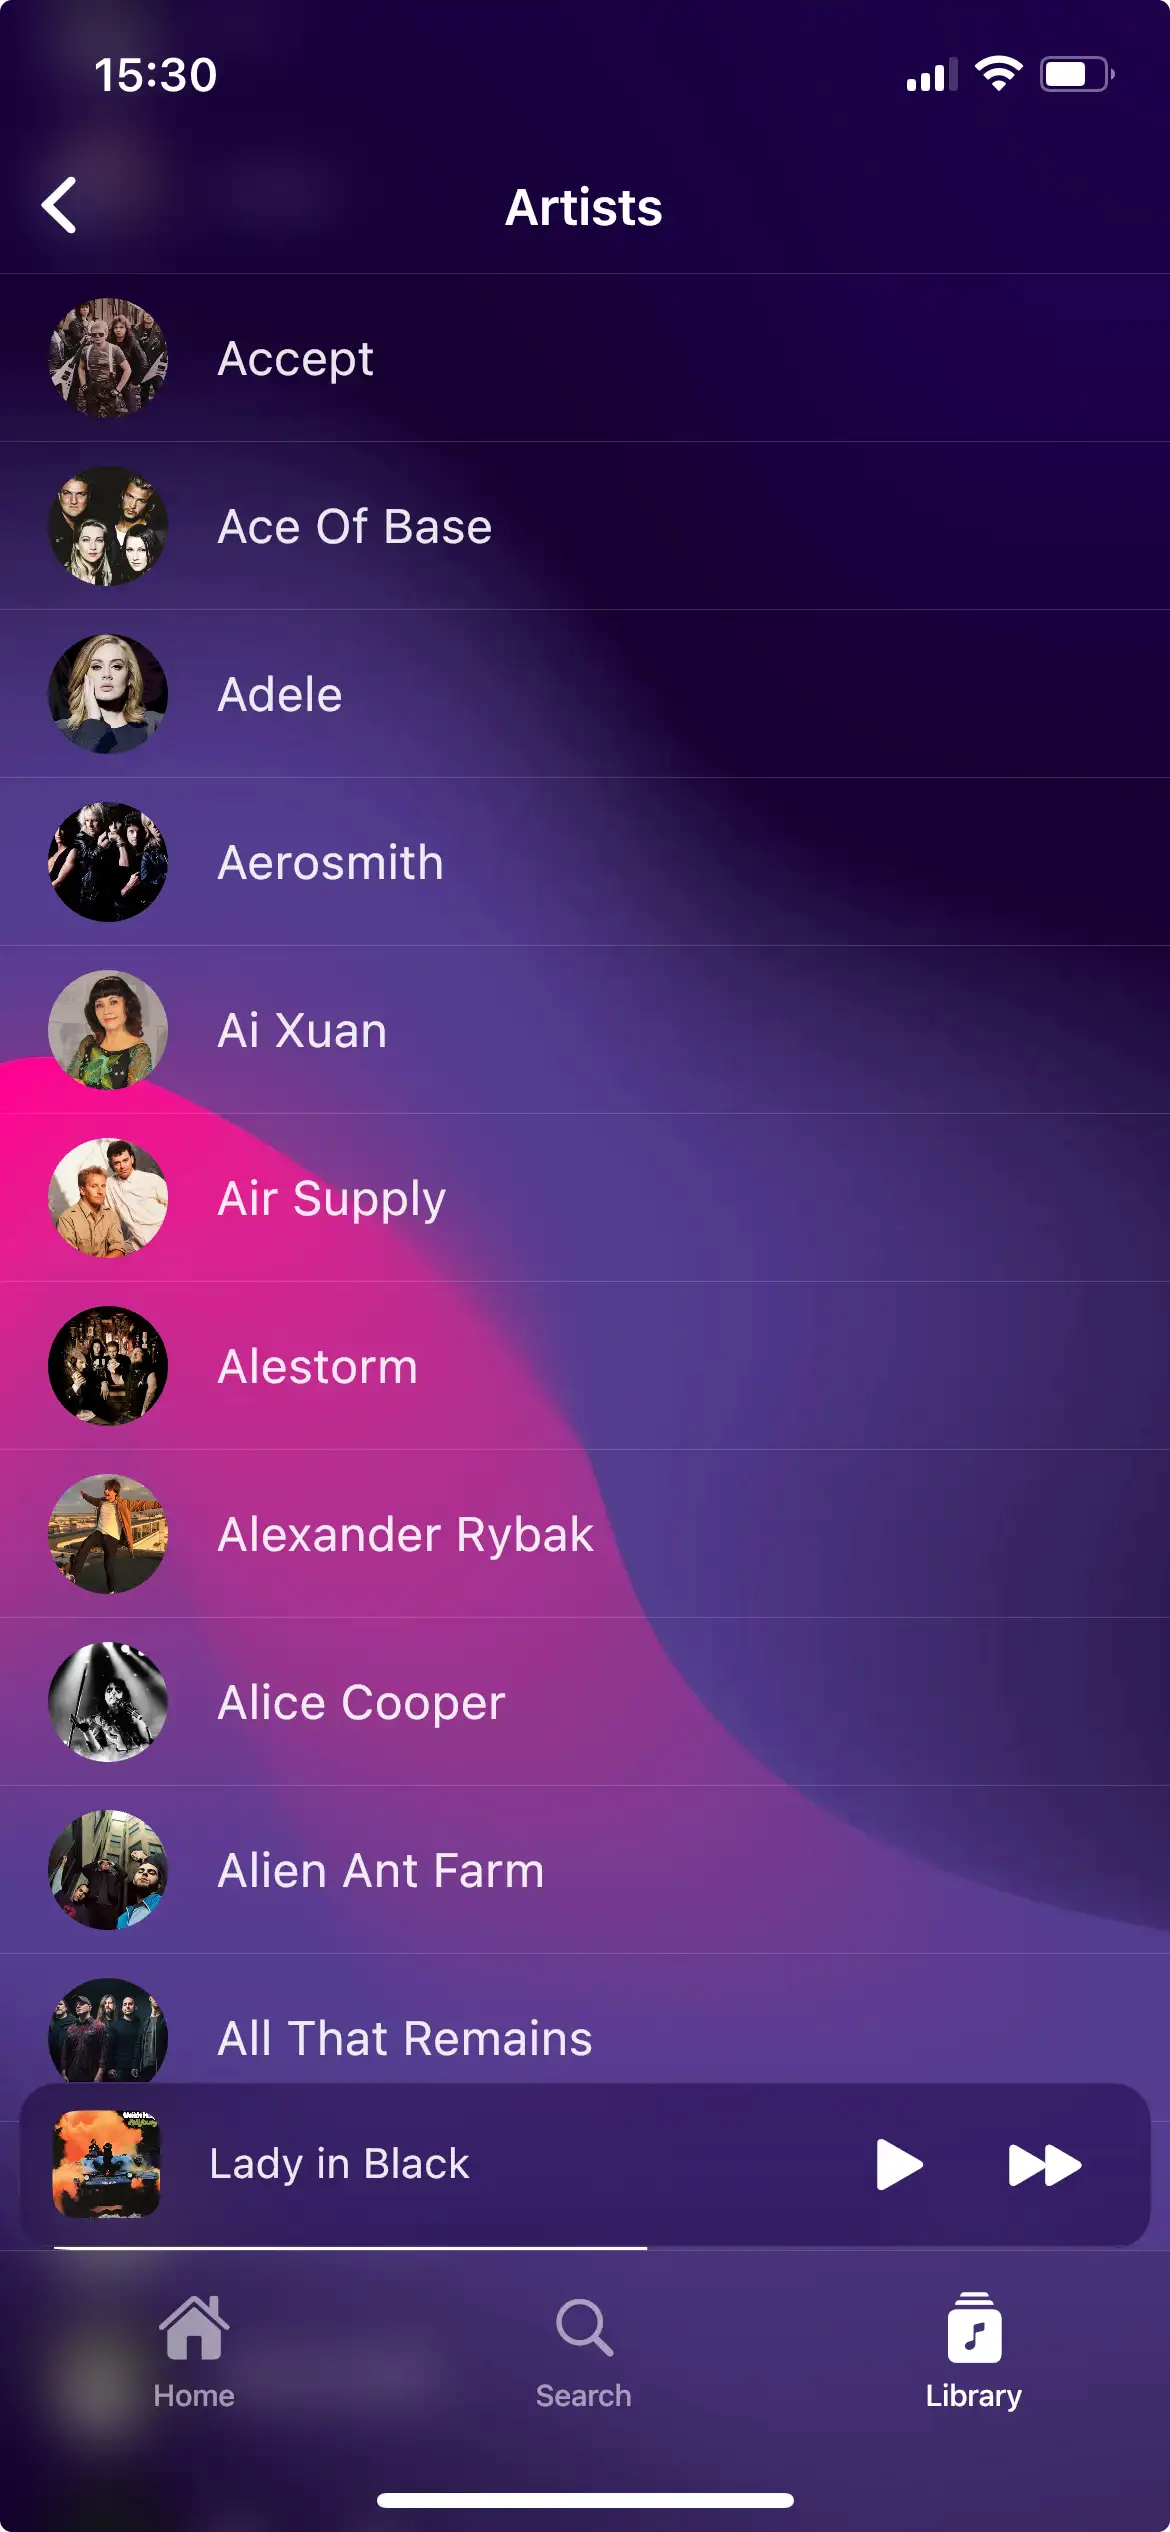 15:30
Artists
Accept
Ace Of Base
Adele
Aerosmith
Ai Xuan
Air Supply
Alestorm
Alexander Rybak
Alice Cooper
Alien Ant Farm
All That Remains
Lady in Black
Home
Search
Library